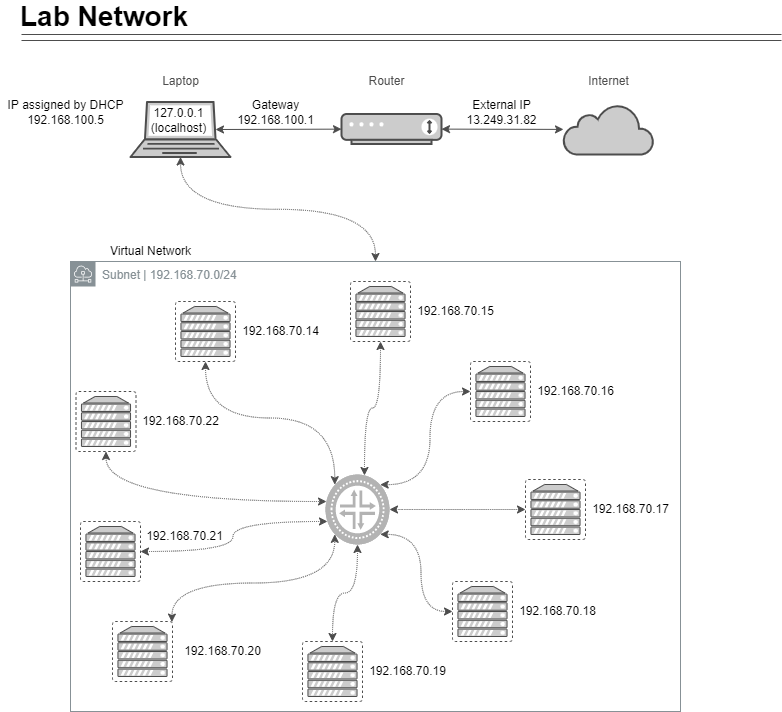 Lab Network
Laptop
Router
Internet
IP assigned by DHCP
192.168.100.5
127.0.0.1
(localhost)
Gateway
192.168.100.1
External IP
13.249.31.82
Virtual Network
Subnet | 192.168.70.0/24
192.168.70.14
192.168.70.15
192.168.70.16
192.168.70.22
192.168.70.17
192.168.70.21
192.168.70.18
192.168.70.20
192.168.70.19